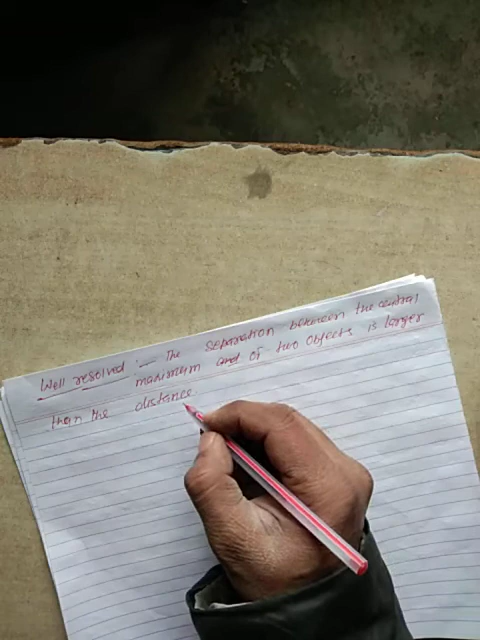 Well resolved :- The separation between the central
maximum and of two objects is larger
than the distance